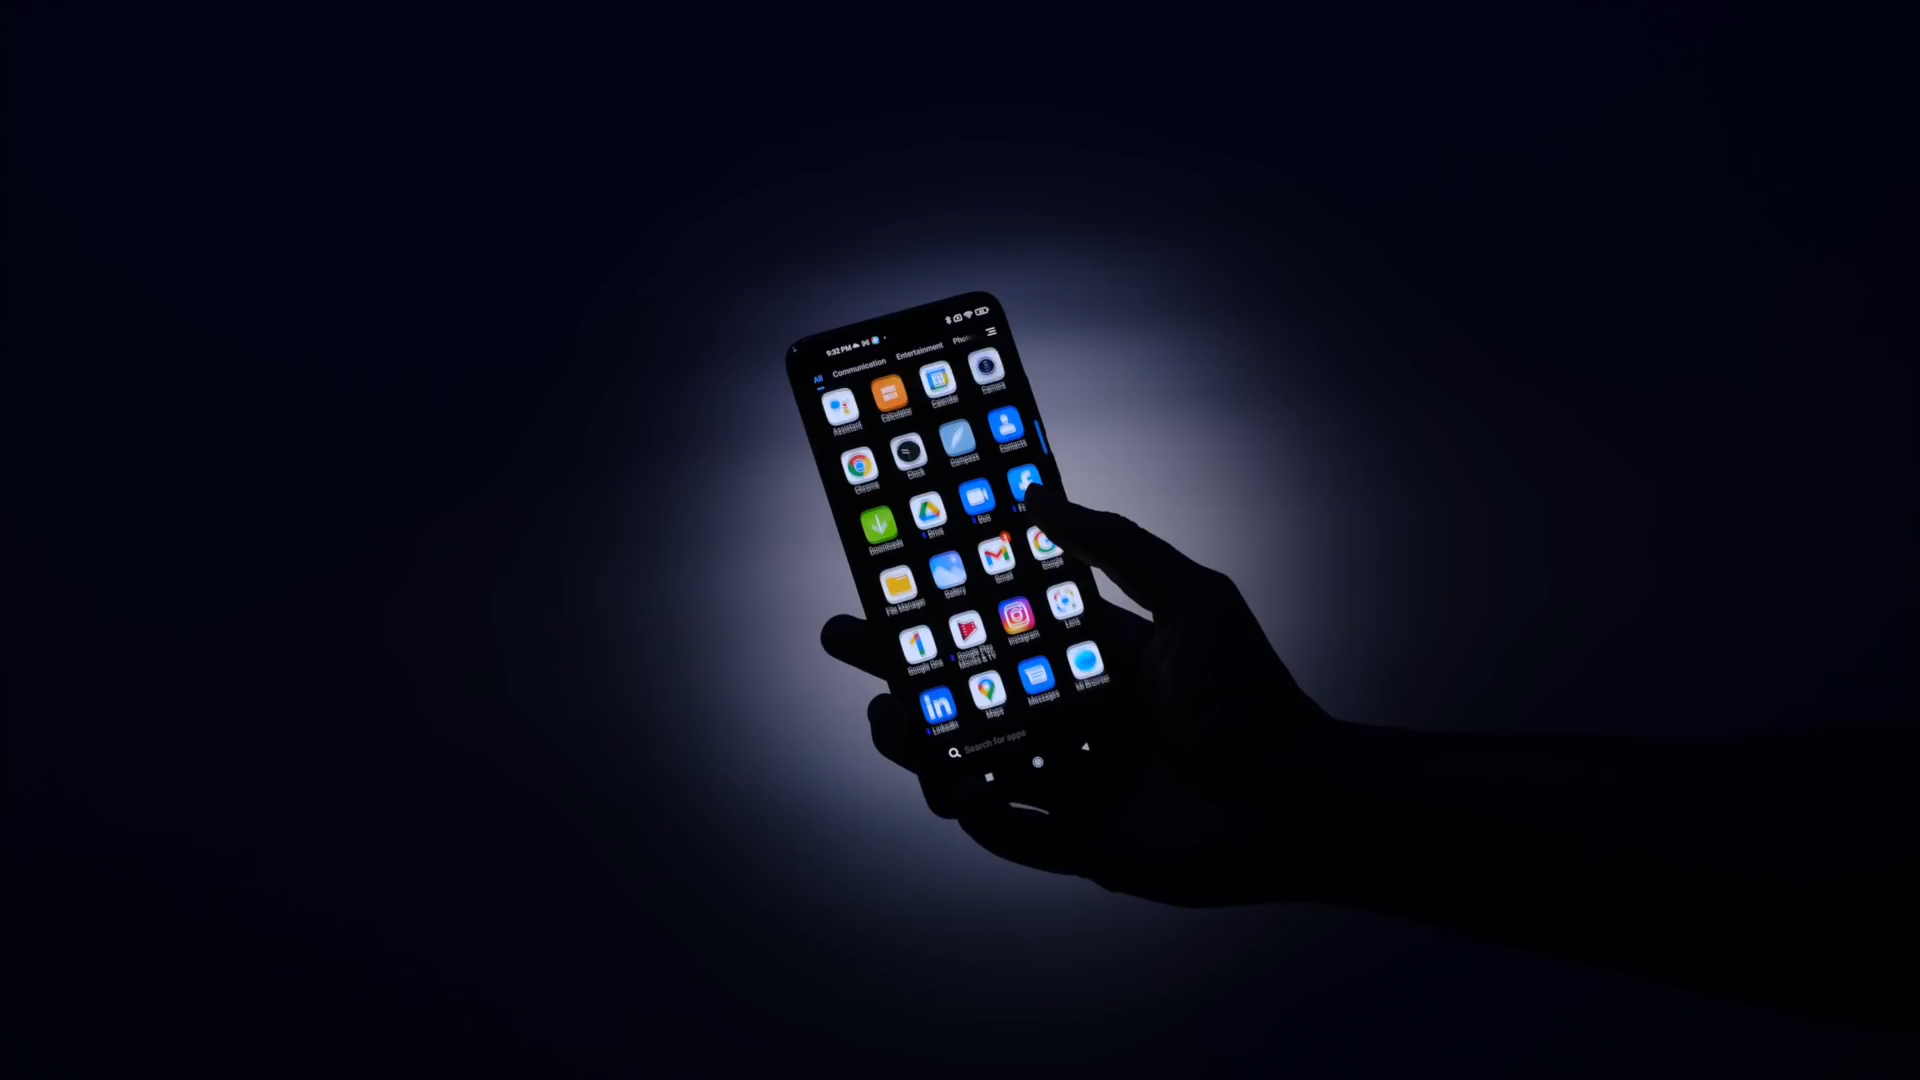 9:32 PM
All Communication Entertainment Pho
Assistant Calculator Calendar Camera
Chrome Clock Compass Contacts
Downloads Drive Duo F
File Manager Gallery Gmail Google
Google One Google Play Movies & TV Instagram Lens
LinkedIn Maps Messages Mi Browser
Search for apps